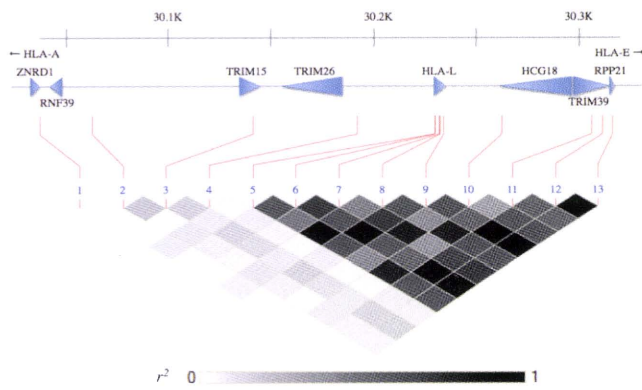 30.1K 30.2K 30.3K
← HLA-A HLA-E →
ZNRD1 TRIM15 TRIM26 HLA-L HCG18 RPP21
RNF39 TRIM39
1 2 3 4 5 6 7 8 9 10 11 12 13
r² 0 1